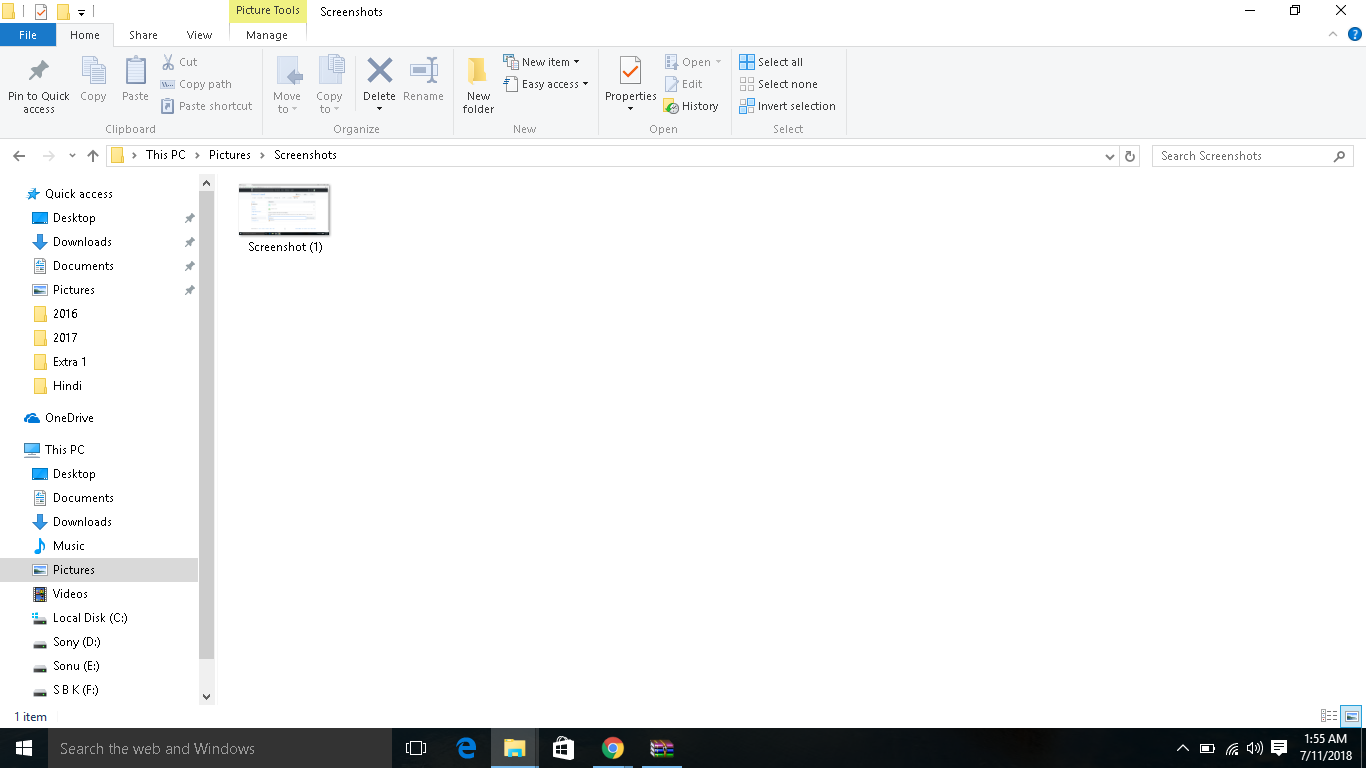 Picture Tools
Screenshots
File
Home
Share
View
Manage
Pin to Quick
access
Copy
Paste
Cut
Copy path
Paste shortcut
Clipboard
Move
to
Copy
to
Delete
Rename
Organize
New
folder
New item
Easy access
New
Properties
Open
Edit
History
Open
Select all
Select none
Invert selection
Select
This PC
Pictures
Screenshots
Search Screenshots
Quick access
Desktop
Downloads
Documents
Pictures
2016
2017
Extra 1
Hindi
OneDrive
This PC
Desktop
Documents
Downloads
Music
Pictures
Videos
Local Disk (C:)
Sony (D:)
Sonu (E:)
S B K (F:)
Screenshot (1)
1 item
Search the web and Windows
1:55 AM
7/11/2018